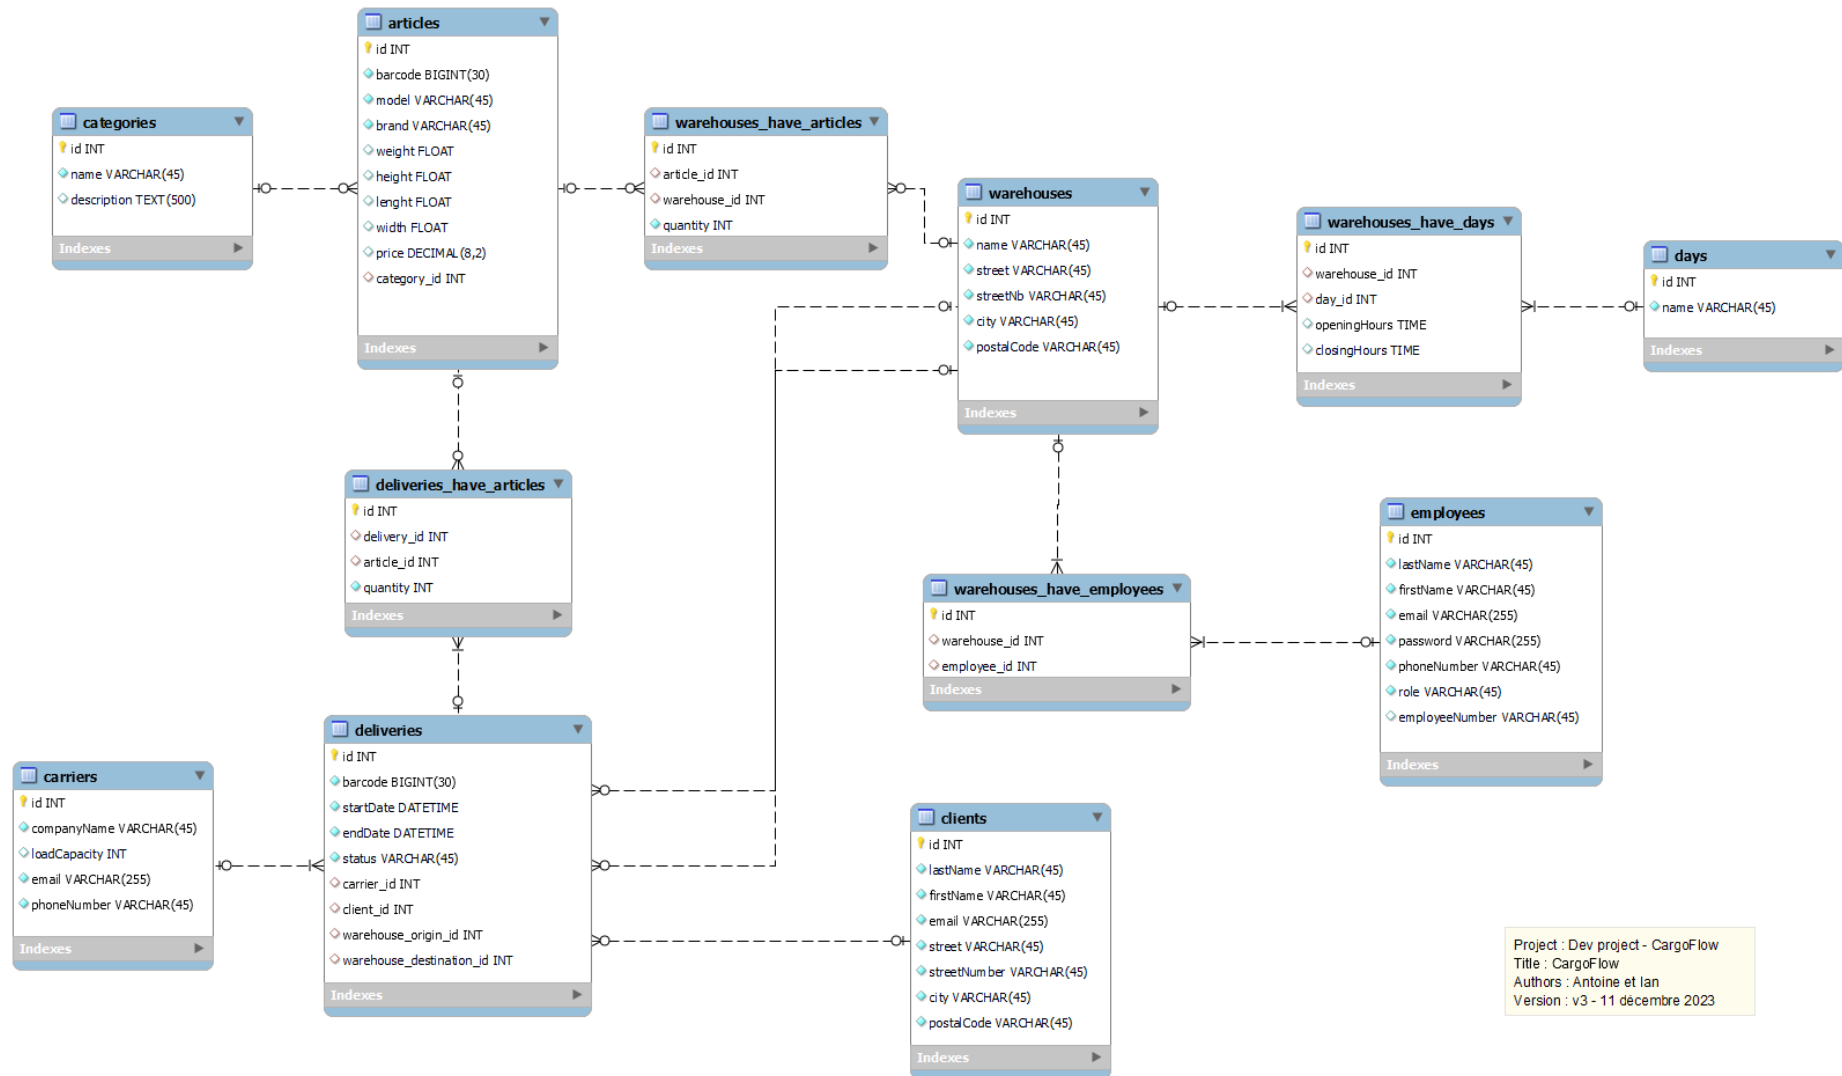 articles
id INT
barcode BIGINT(30)
model VARCHAR(45)
brand VARCHAR(45)
weight FLOAT
height FLOAT
lenght FLOAT
width FLOAT
price DECIMAL(8,2)
category_id INT
Indexes
categories
id INT
name VARCHAR(45)
description TEXT(500)
Indexes
warehouses_have_articles
id INT
article_id INT
warehouse_id INT
quantity INT
Indexes
warehouses
id INT
name VARCHAR(45)
street VARCHAR(45)
streetNb VARCHAR(45)
city VARCHAR(45)
postalCode VARCHAR(45)
Indexes
warehouses_have_days
id INT
warehouse_id INT
day_id INT
openingHours TIME
closingHours TIME
Indexes
days
id INT
name VARCHAR(45)
Indexes
deliveries_have_articles
id INT
delivery_id INT
article_id INT
quantity INT
Indexes
warehouses_have_employees
id INT
warehouse_id INT
employee_id INT
Indexes
employees
id INT
lastName VARCHAR(45)
firstName VARCHAR(45)
email VARCHAR(255)
password VARCHAR(255)
phoneNumber VARCHAR(45)
role VARCHAR(45)
employeeNumber VARCHAR(45)
Indexes
carriers
id INT
companyName VARCHAR(45)
loadCapacity INT
email VARCHAR(255)
phoneNumber VARCHAR(45)
Indexes
deliveries
id INT
barcode BIGINT(30)
startDate DATETIME
endDate DATETIME
status VARCHAR(45)
carrier_id INT
client_id INT
warehouse_origin_id INT
warehouse_destination_id INT
Indexes
clients
id INT
lastName VARCHAR(45)
firstName VARCHAR(45)
email VARCHAR(255)
street VARCHAR(45)
streetNumber VARCHAR(45)
city VARCHAR(45)
postalCode VARCHAR(45)
Indexes
Project : Dev project - CargoFlow
Title : CargoFlow
Authors : Antoine et Ian
Version : v3 - 11 décembre 2023